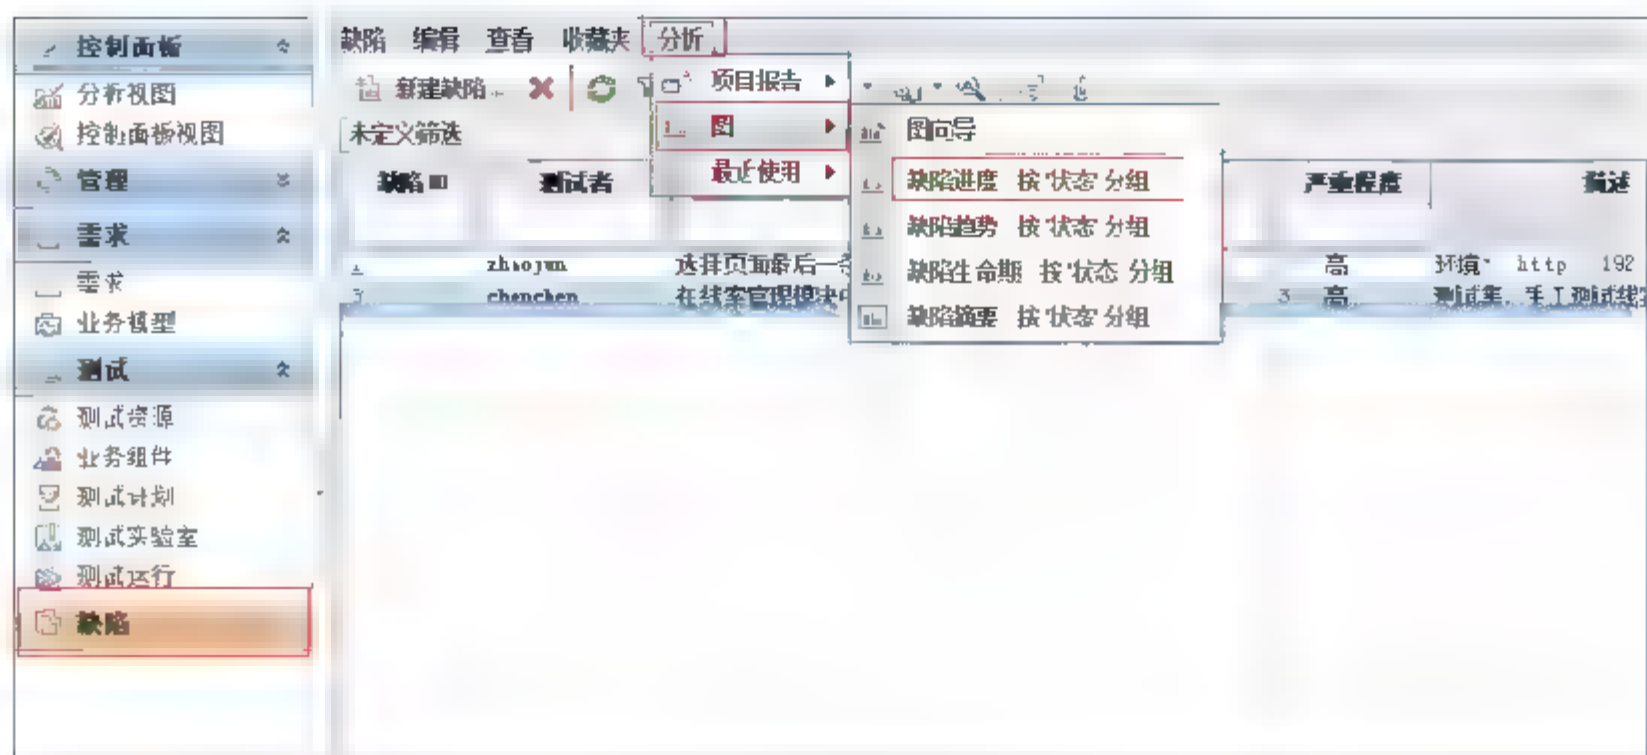 控制面板
分析视图
控制面板视图
管理
需求
需求
业务模型
测试
测试资源
业务组件
测试计划
测试实验室
测试运行
缺陷
缺陷 编辑 查看 收藏夹 分析
新建缺陷...
未定义筛选
项目报告
图
最近使用
图向导
缺陷进度 按"状态"分组
缺陷趋势 按"状态"分组
缺陷生命期 按"状态"分组
缺陷摘要 按"状态"分组
缺陷 ID 测试者 严重程度 描述
zhaojun 选择页面最后一 高 环境 http 192
chenchen 在线客管理模块 3 高 测试集, 手工测试线